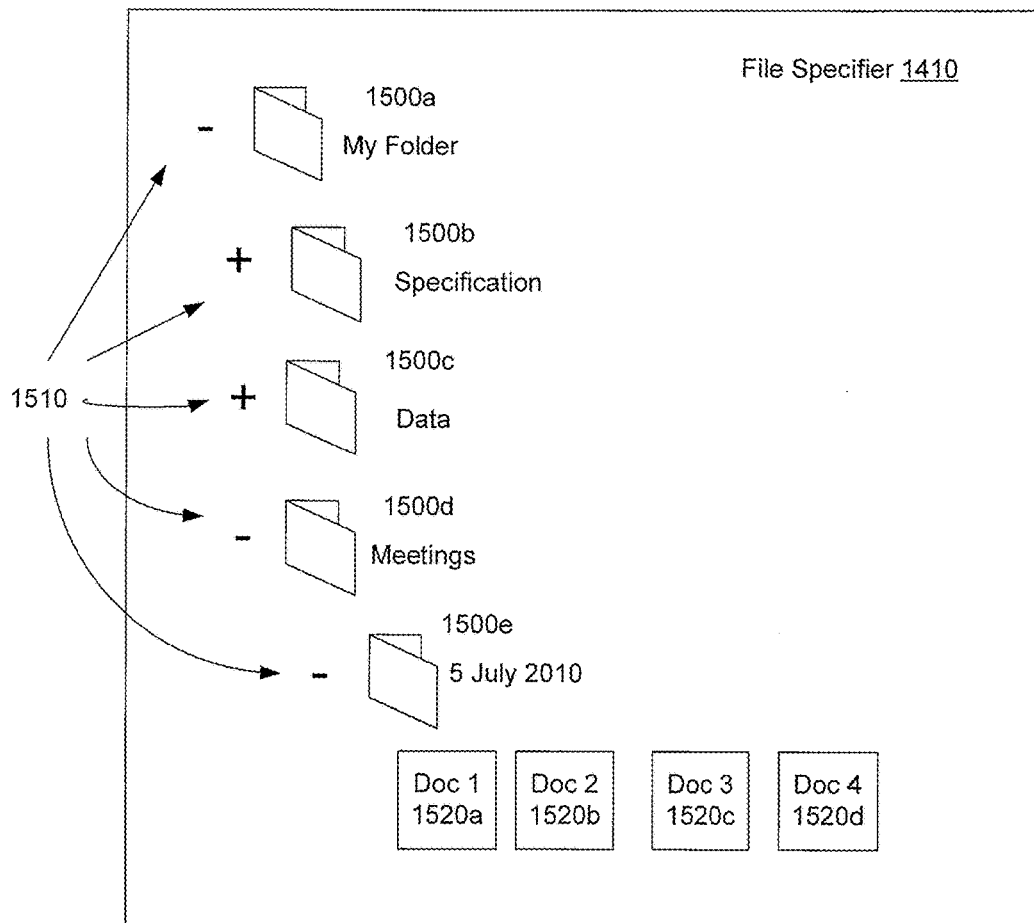 File Specifier 1410
1500a
- My Folder
1500b
+ Specification
1500c
1510 + Data
1500d
- Meetings
1500e
- 5 July 2010
Doc 1 Doc 2 Doc 3 Doc 4
1520a 1520b 1520c 1520d